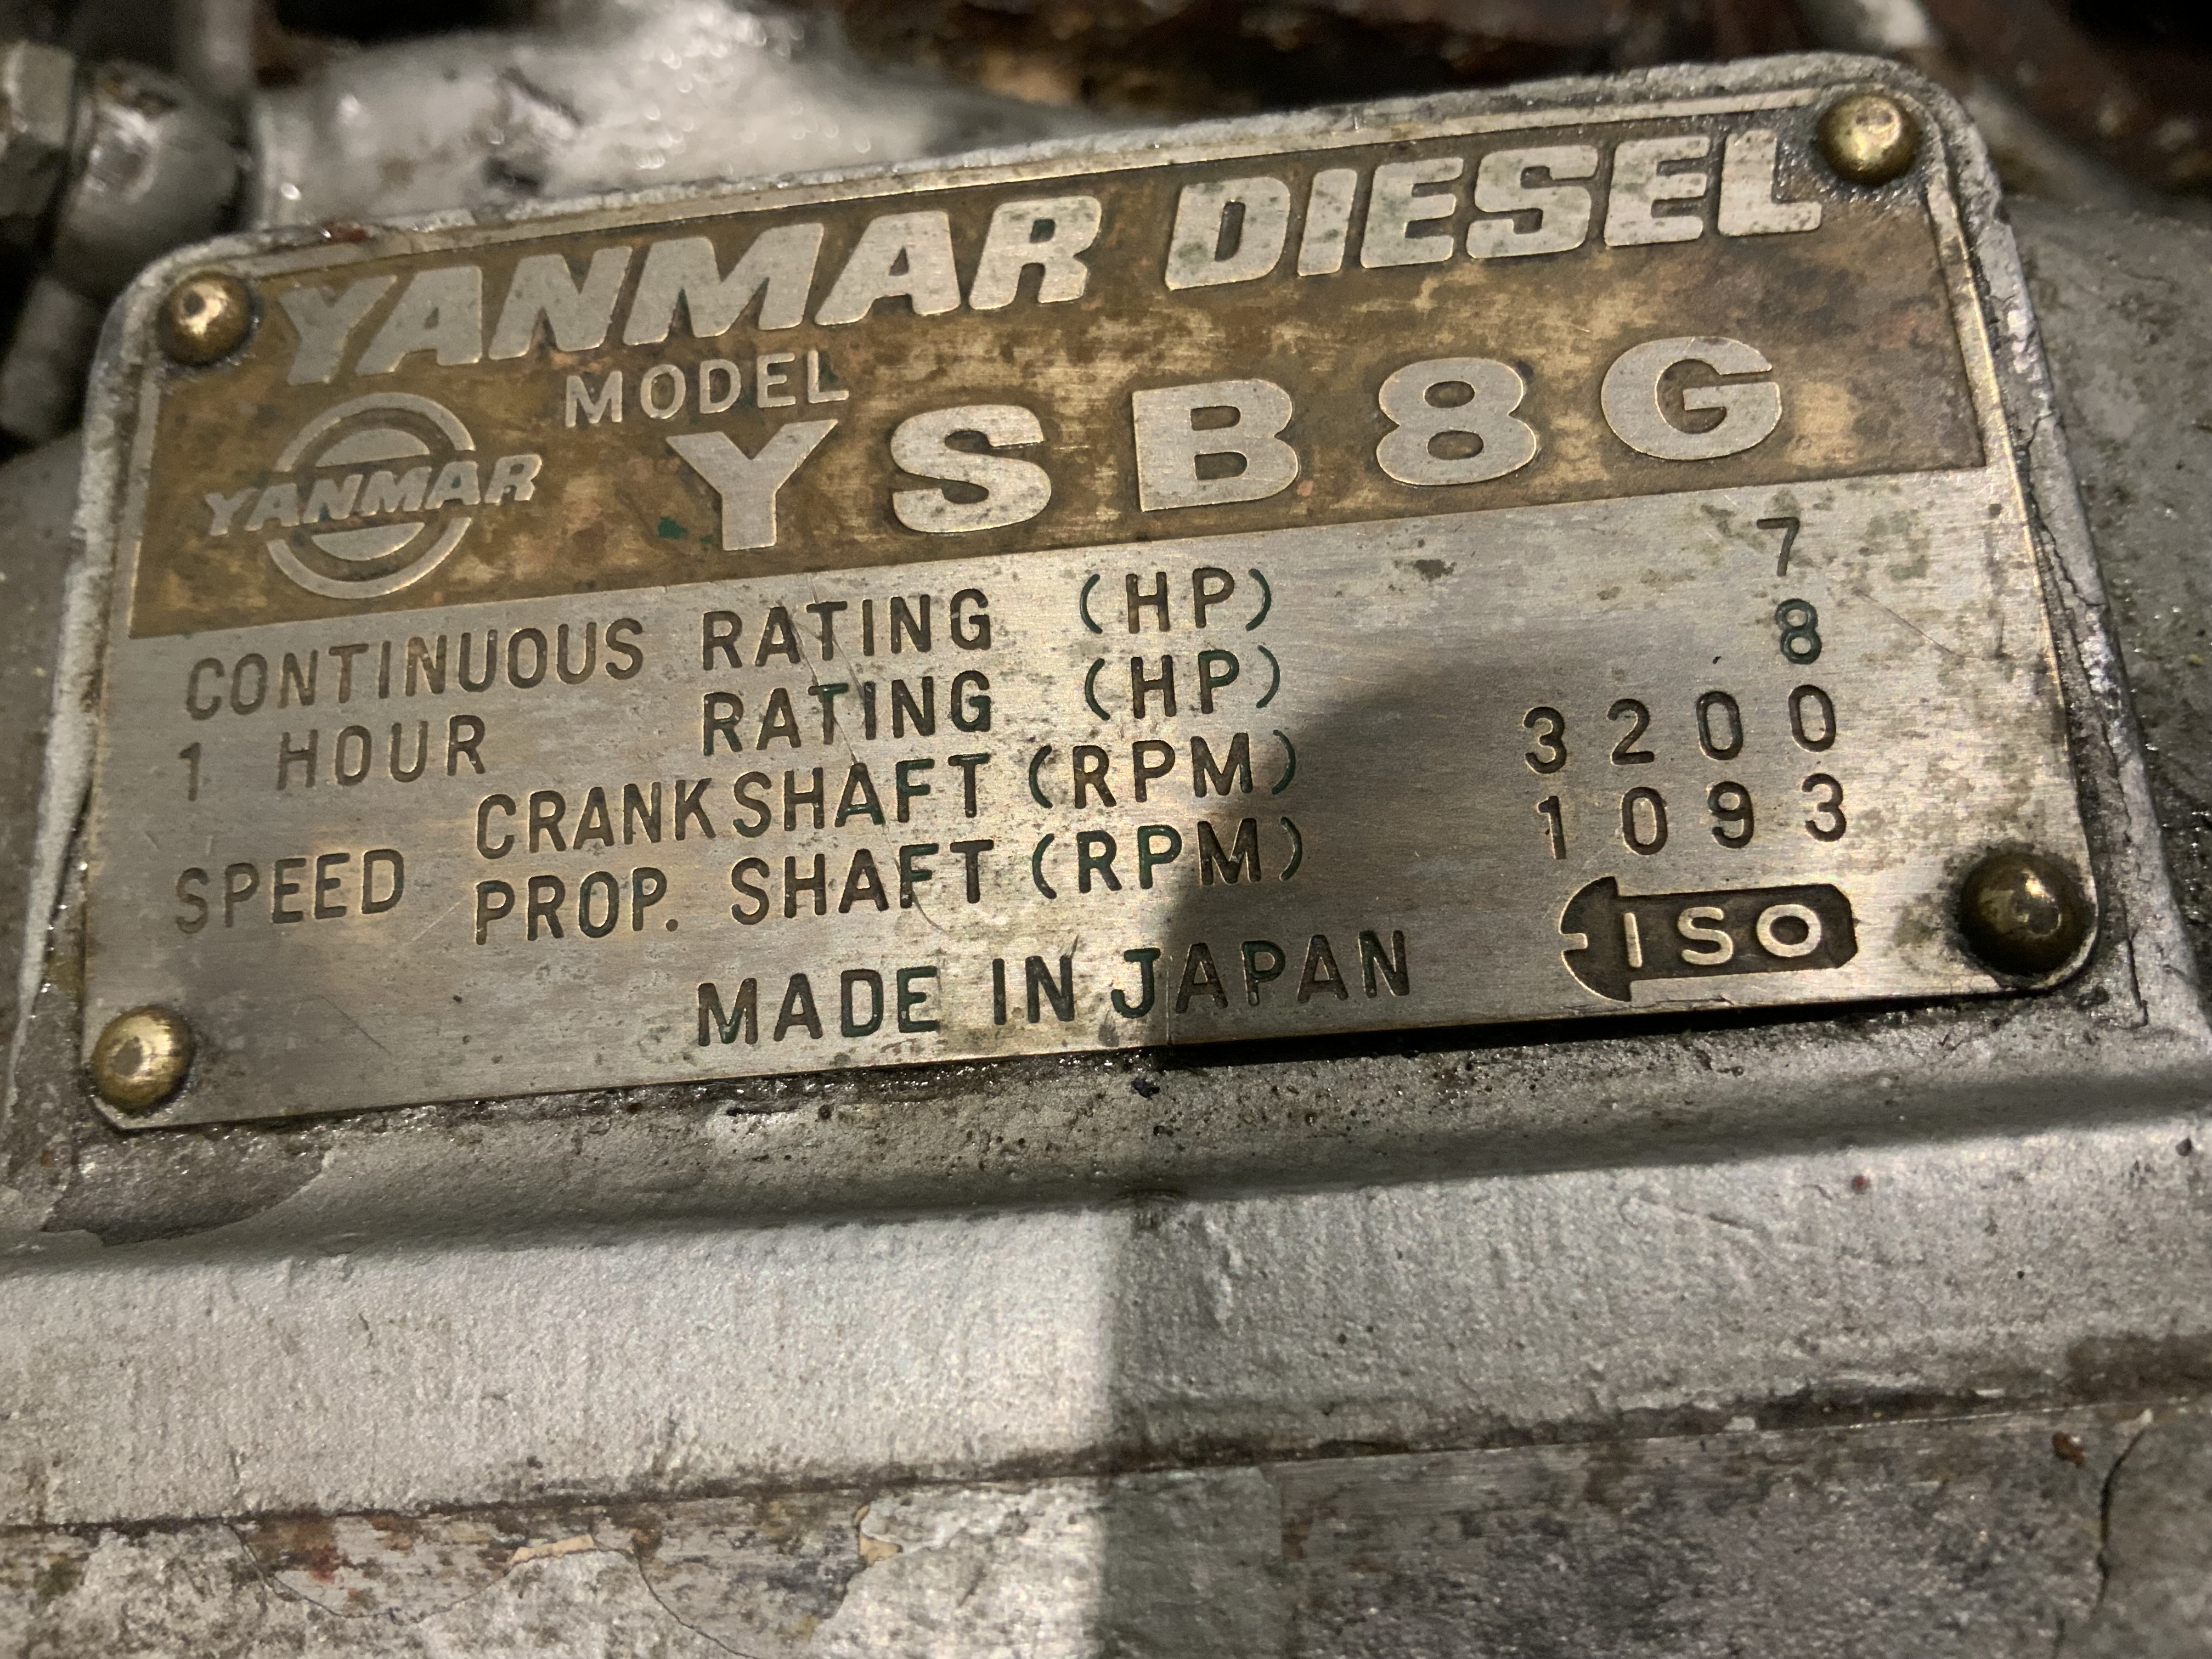 YANMAR DIESEL
MODEL
YANMAR YSB8G
CONTINUOUS RATING (HP) 7
1 HOUR RATING (HP) 8
SPEED CRANKSHAFT (RPM) 3200
PROP. SHAFT (RPM) 1093
MADE IN JAPAN ISO